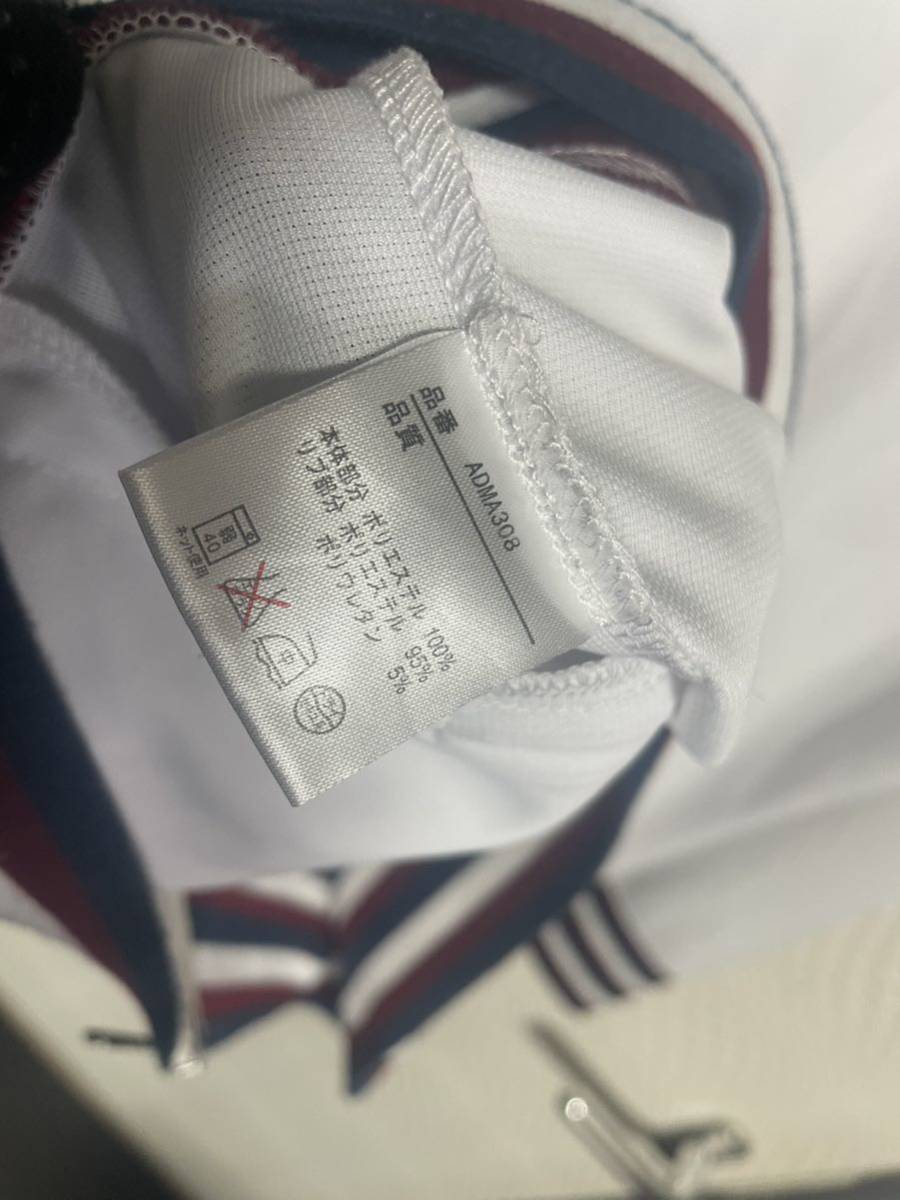 品番 ADMA308
品質
本体部分 ポリエステル 100%
リブ部分 ポリエステル 95%
ポリウレタン 5%
弱
40
ネット使用
中